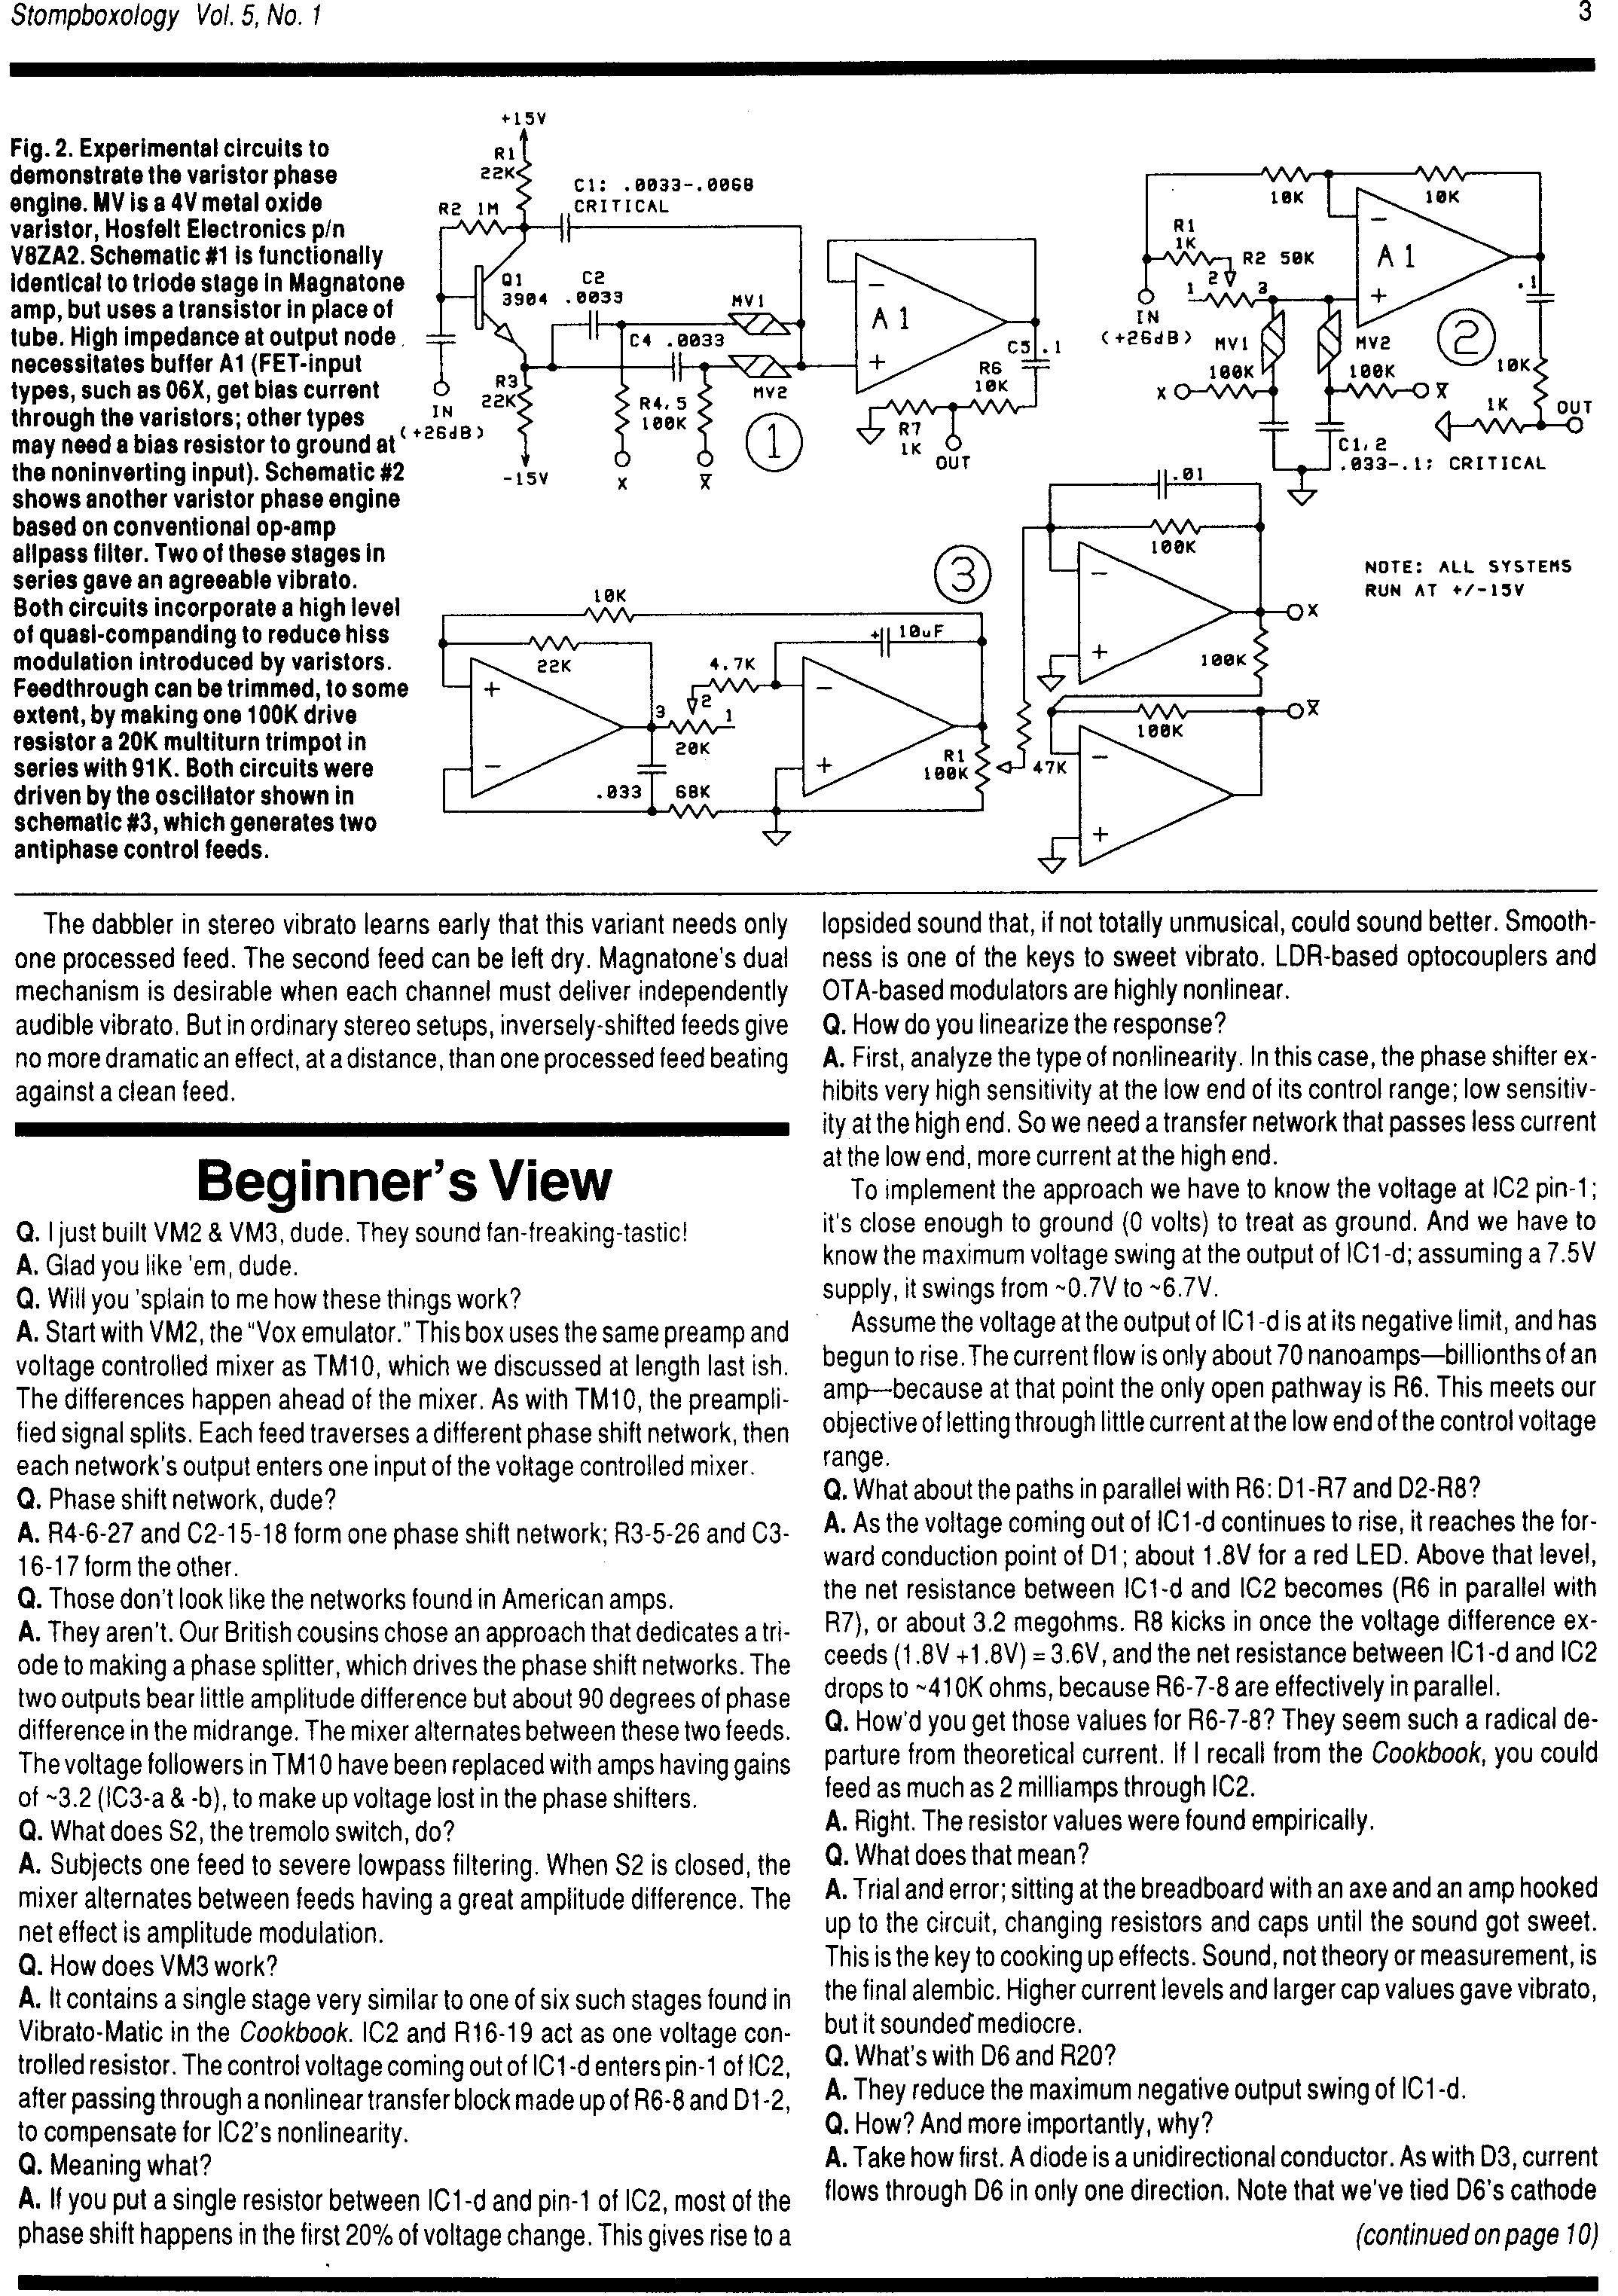 Stompboxology Vol. 5, No. 1
3
Fig. 2. Experimental circuits to
demonstrate the varistor phase
engine. MV is a 4V metal oxide
varistor, Hosfelt Electronics p/n
V8ZA2. Schematic #1 is functionally
identical to triode stage in Magnatone
amp, but uses a transistor in place of
tube. High impedance at output node
necessitates buffer A1 (FET-input
types, such as 06X, get bias current
through the varistors; other types
may need a bias resistor to ground at
the noninverting input). Schematic #2
shows another varistor phase engine
based on conventional op-amp
allpass filter. Two of these stages in
series gave an agreeable vibrato.
Both circuits incorporate a high level
of quasi-companding to reduce hiss
modulation introduced by varistors.
Feedthrough can be trimmed, to some
extent, by making one 100K drive
resistor a 20K multiturn trimpot in
series with 91K. Both circuits were
driven by the oscillator shown in
schematic #3, which generates two
antiphase control feeds.
+15V
R1
22K
C1: .0033-.0068
CRITICAL
R2 1M
Q1
3904
C2
.0033
MV1
C4 .0033
MV2
R3
22K
R4,5
100K
IN
(+26dB)
-15V
X
X̅
1
A1
−
+
C5 .1
R6
10K
R7
1K
OUT
10K
10K
R1
1K
R2 50K
1 2 3
A1
−
+
.1
IN
(+26dB)
MV1
MV2
2
100K
100K
X
X̅
10K
1K
OUT
C1,2
.033-.1: CRITICAL
3
.01
100K
−
+
X
100K
NOTE: ALL SYSTEMS
RUN AT +/-15V
10K
22K
+
−
4.7K
3 2 1
20K
+ 10uF
−
+
.033
68K
R1
100K
47K
100K
−
+
X̅
The dabbler in stereo vibrato learns early that this variant needs only
one processed feed. The second feed can be left dry. Magnatone's dual
mechanism is desirable when each channel must deliver independently
audible vibrato. But in ordinary stereo setups, inversely-shifted feeds give
no more dramatic an effect, at a distance, than one processed feed beating
against a clean feed.
Beginner's View
Q. I just built VM2 & VM3, dude. They sound fan-freaking-tastic!
A. Glad you like 'em, dude.
Q. Will you 'splain to me how these things work?
A. Start with VM2, the "Vox emulator." This box uses the same preamp and
voltage controlled mixer as TM10, which we discussed at length last ish.
The differences happen ahead of the mixer. As with TM10, the preampli-
fied signal splits. Each feed traverses a different phase shift network, then
each network's output enters one input of the voltage controlled mixer.
Q. Phase shift network, dude?
A. R4-6-27 and C2-15-18 form one phase shift network; R3-5-26 and C3-
16-17 form the other.
Q. Those don't look like the networks found in American amps.
A. They aren't. Our British cousins chose an approach that dedicates a tri-
ode to making a phase splitter, which drives the phase shift networks. The
two outputs bear little amplitude difference but about 90 degrees of phase
difference in the midrange. The mixer alternates between these two feeds.
The voltage followers in TM10 have been replaced with amps having gains
of ~3.2 (IC3-a & -b), to make up voltage lost in the phase shifters.
Q. What does S2, the tremolo switch, do?
A. Subjects one feed to severe lowpass filtering. When S2 is closed, the
mixer alternates between feeds having a great amplitude difference. The
net effect is amplitude modulation.
Q. How does VM3 work?
A. It contains a single stage very similar to one of six such stages found in
Vibrato-Matic in the Cookbook. IC2 and R16-19 act as one voltage con-
trolled resistor. The control voltage coming out of IC1-d enters pin-1 of IC2,
after passing through a nonlinear transfer block made up of R6-8 and D1-2,
to compensate for IC2's nonlinearity.
Q. Meaning what?
A. If you put a single resistor between IC1-d and pin-1 of IC2, most of the
phase shift happens in the first 20% of voltage change. This gives rise to a
lopsided sound that, if not totally unmusical, could sound better. Smooth-
ness is one of the keys to sweet vibrato. LDR-based optocouplers and
OTA-based modulators are highly nonlinear.
Q. How do you linearize the response?
A. First, analyze the type of nonlinearity. In this case, the phase shifter ex-
hibits very high sensitivity at the low end of its control range; low sensitiv-
ity at the high end. So we need a transfer network that passes less current
at the low end, more current at the high end.
To implement the approach we have to know the voltage at IC2 pin-1;
it's close enough to ground (0 volts) to treat as ground. And we have to
know the maximum voltage swing at the output of IC1-d; assuming a 7.5V
supply, it swings from ~0.7V to ~6.7V.
Assume the voltage at the output of IC1-d is at its negative limit, and has
begun to rise. The current flow is only about 70 nanoamps—billionths of an
amp—because at that point the only open pathway is R6. This meets our
objective of letting through little current at the low end of the control voltage
range.
Q. What about the paths in parallel with R6: D1-R7 and D2-R8?
A. As the voltage coming out of IC1-d continues to rise, it reaches the for-
ward conduction point of D1; about 1.8V for a red LED. Above that level,
the net resistance between IC1-d and IC2 becomes (R6 in parallel with
R7), or about 3.2 megohms. R8 kicks in once the voltage difference ex-
ceeds (1.8V +1.8V) = 3.6V, and the net resistance between IC1-d and IC2
drops to ~410K ohms, because R6-7-8 are effectively in parallel.
Q. How'd you get those values for R6-7-8? They seem such a radical de-
parture from theoretical current. If I recall from the Cookbook, you could
feed as much as 2 milliamps through IC2.
A. Right. The resistor values were found empirically.
Q. What does that mean?
A. Trial and error; sitting at the breadboard with an axe and an amp hooked
up to the circuit, changing resistors and caps until the sound got sweet.
This is the key to cooking up effects. Sound, not theory or measurement, is
the final alembic. Higher current levels and larger cap values gave vibrato,
but it sounded mediocre.
Q. What's with D6 and R20?
A. They reduce the maximum negative output swing of IC1-d.
Q. How? And more importantly, why?
A. Take how first. A diode is a unidirectional conductor. As with D3, current
flows through D6 in only one direction. Note that we've tied D6's cathode
(continued on page 10)